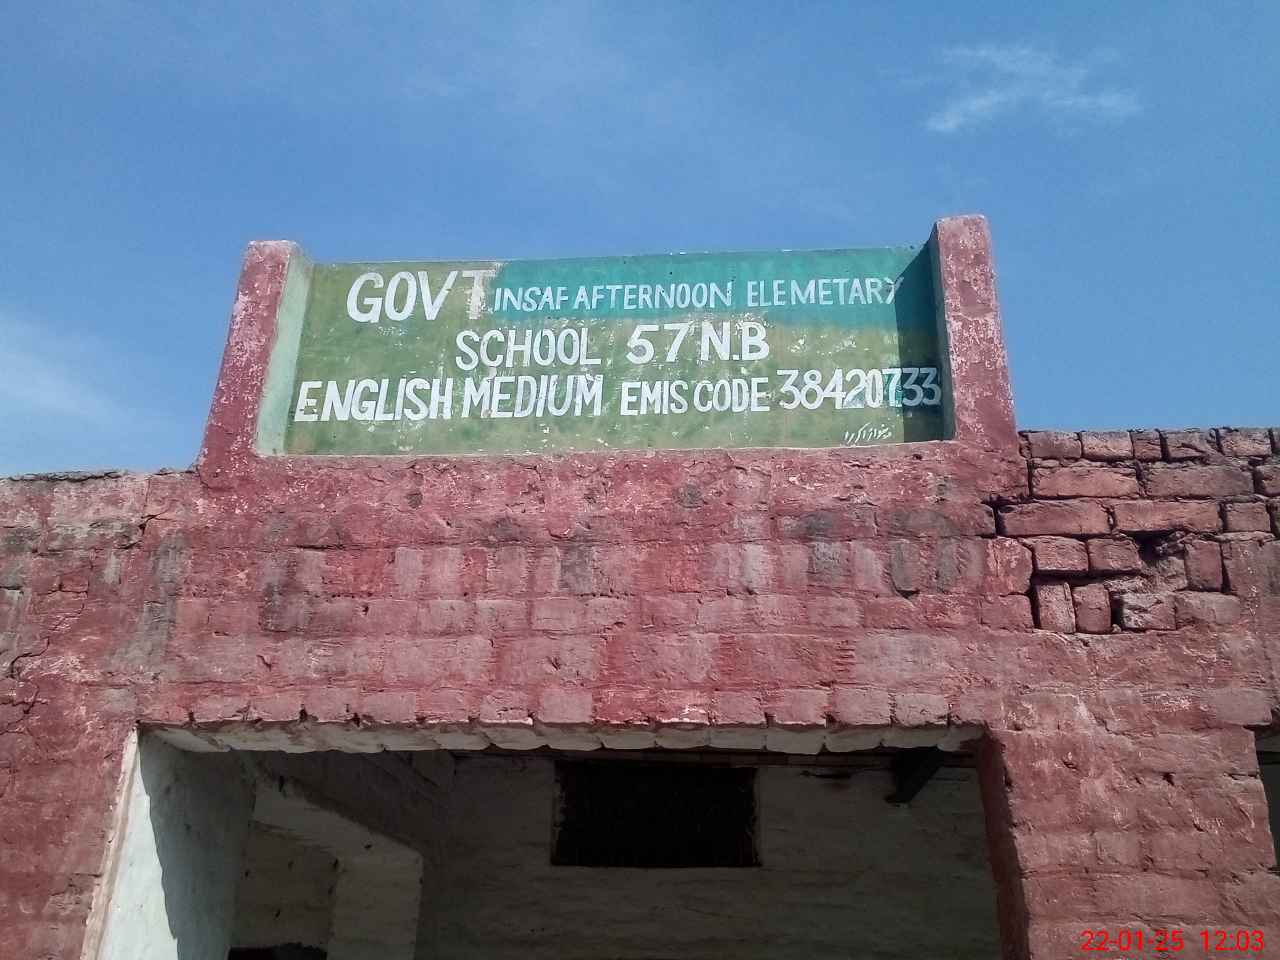 GOVT INSAF AFTERNOON ELEMETARY
SCHOOL 57 N.B
ENGLISH MEDIUM EMIS CODE 38420733
22-01-25 12:03